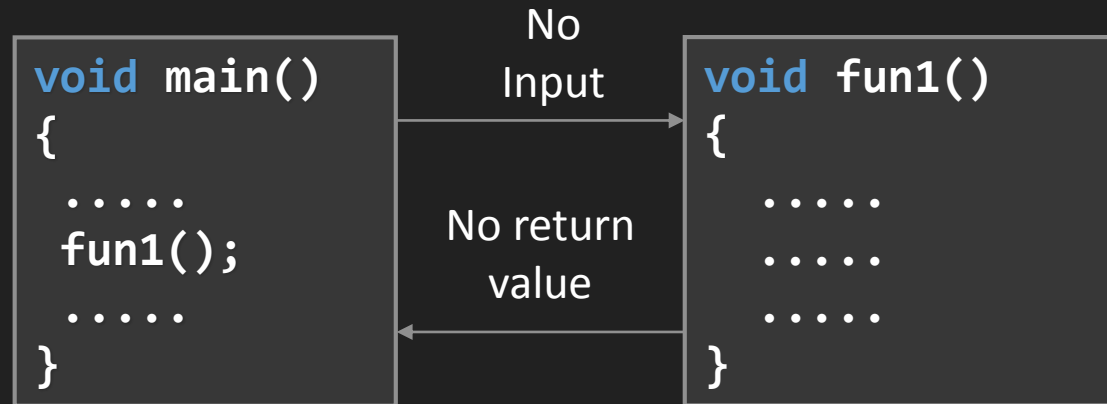 void main()
{
.....
fun1();
.....
}
No
Input
No return
value
void fun1()
{
.....
.....
.....
}